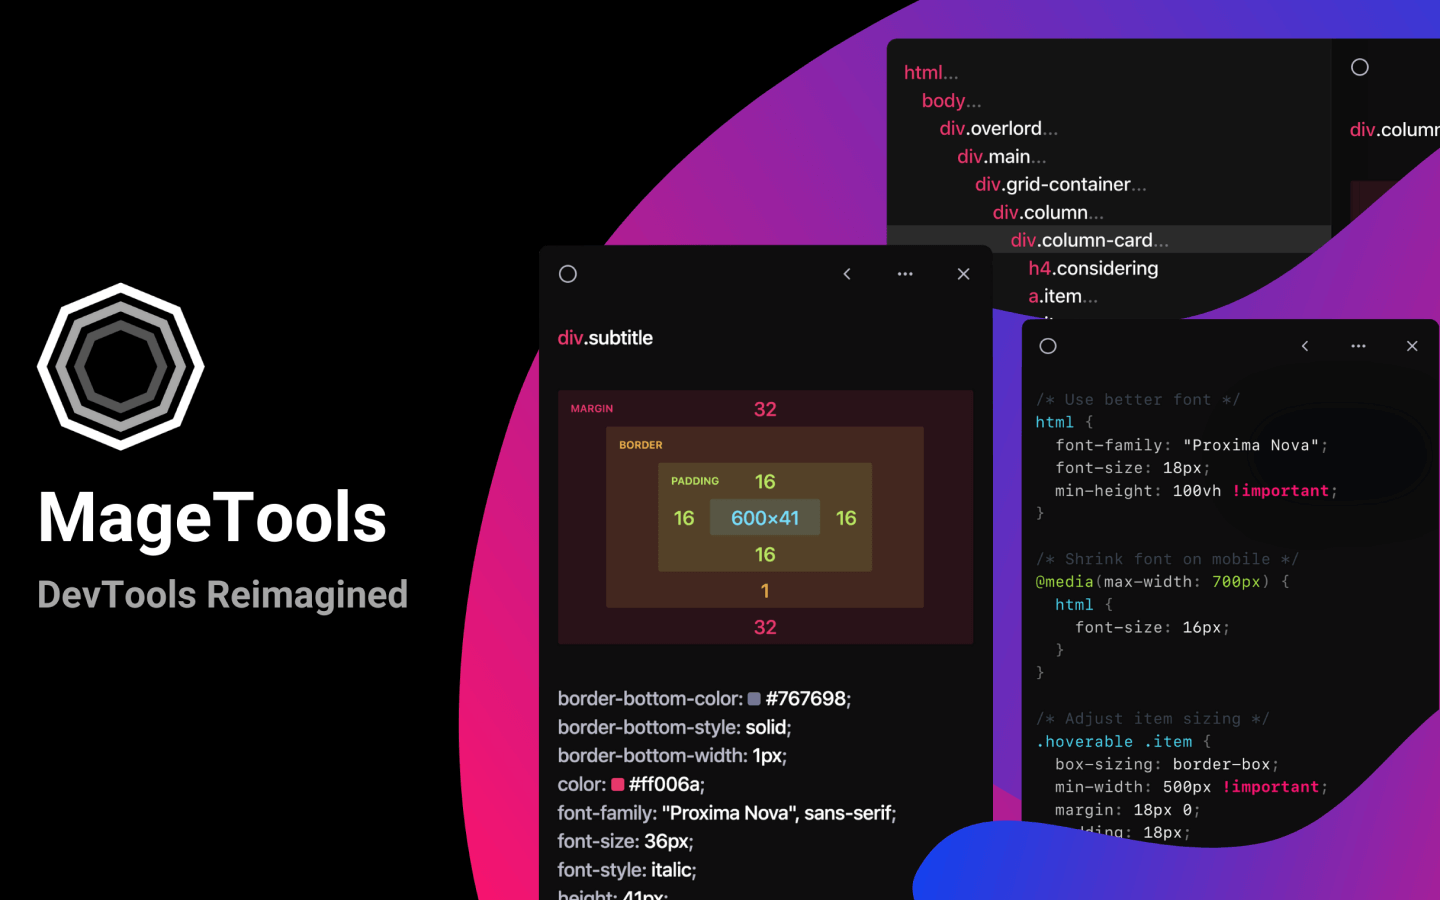 MageTools
DevTools Reimagined
html...
body...
div.overlord...
div.main...
div.grid-container...
div.column...
div.column-card...
h4.considering
a.item...
div.column
div.subtitle
MARGIN
32
BORDER
PADDING
16
16
600×41
16
16
1
32
border-bottom-color: #767698;
border-bottom-style: solid;
border-bottom-width: 1px;
color: #ff006a;
font-family: "Proxima Nova", sans-serif;
font-size: 36px;
font-style: italic;
height: 41px;
/* Use better font */
html {
font-family: "Proxima Nova";
font-size: 18px;
min-height: 100vh !important;
}
/* Shrink font on mobile */
@media(max-width: 700px) {
html {
font-size: 16px;
}
}
/* Adjust item sizing */
.hoverable .item {
box-sizing: border-box;
min-width: 500px !important;
margin: 18px 0;
padding: 18px;